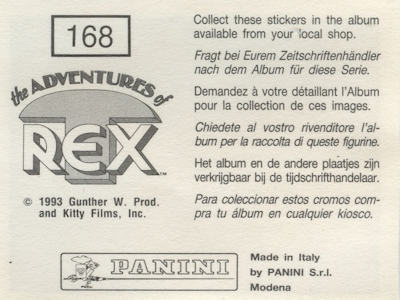 168
the ADVENTURES of
T
REX™
© 1993 Gunther W. Prod.
and Kitty Films, Inc.
Collect these stickers in the album
available from your local shop.
Fragt bei Eurem Zeitschriftenhändler
nach dem Album für diese Serie.
Demandez à votre détaillant l'Album
pour la collection de ces images.
Chiedete al vostro rivenditore l'al-
bum per la raccolta di queste figurine.
Het album en de andere plaatjes zijn
verkrijgbaar bij de tijdschrifthandelaar.
Para coleccionar estos cromos com-
pra tu álbum en cualquier kiosco.
PANINI
Made in Italy
by PANINI S.r.l.
Modena